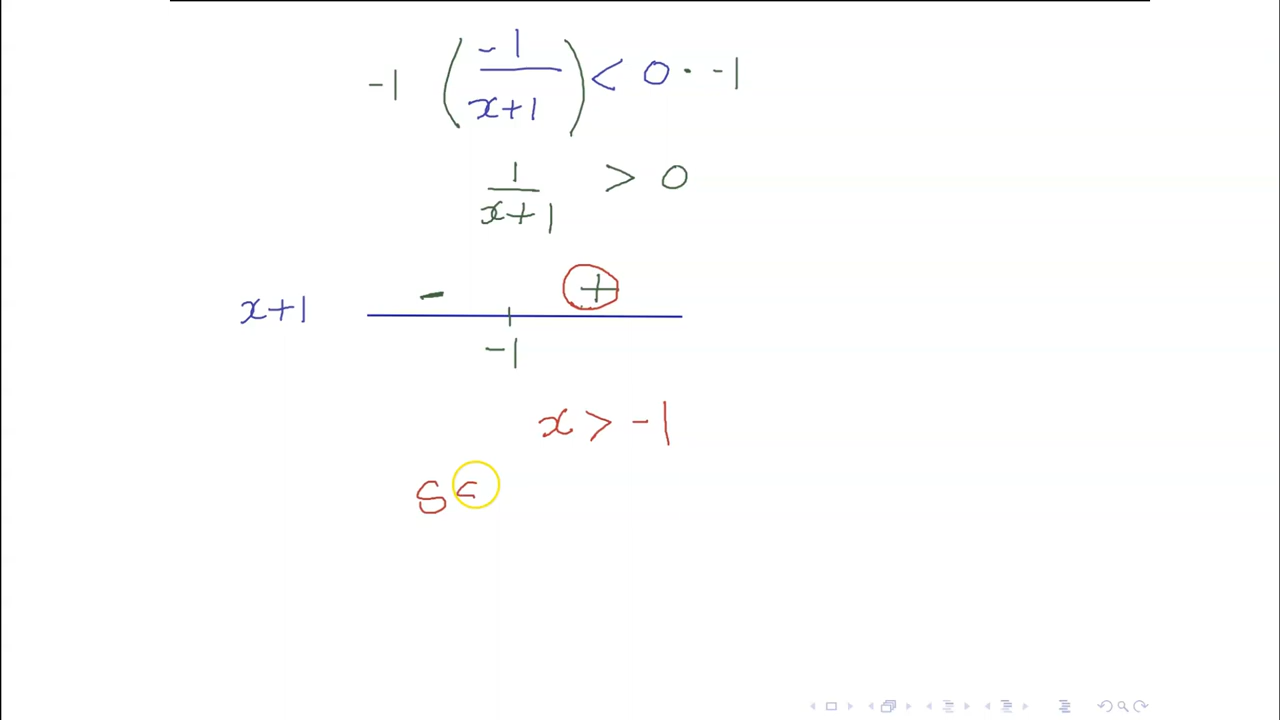 -1 ( -1 / x+1 ) < 0 · -1
1 / x+1 > 0
- +
x+1
-1
x > -1
S